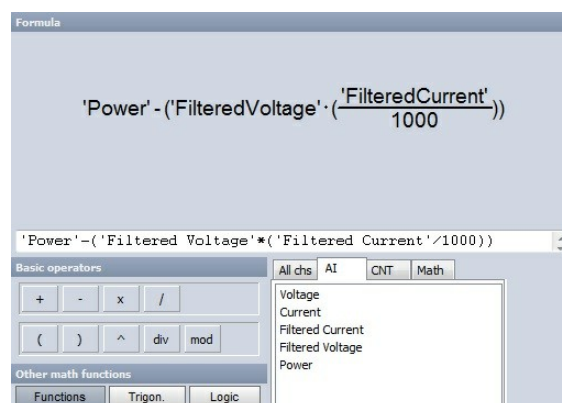 Formula
'Power' - ('FilteredVoltage' · ('FilteredCurrent'
1000
))
'Power'-('Filtered Voltage'*('Filtered Current'/1000))
Basic operators
+ - x /
( ) ^ div mod
Other math functions
Functions Trigon. Logic
All chs AI CNT Math
Voltage
Current
Filtered Current
Filtered Voltage
Power